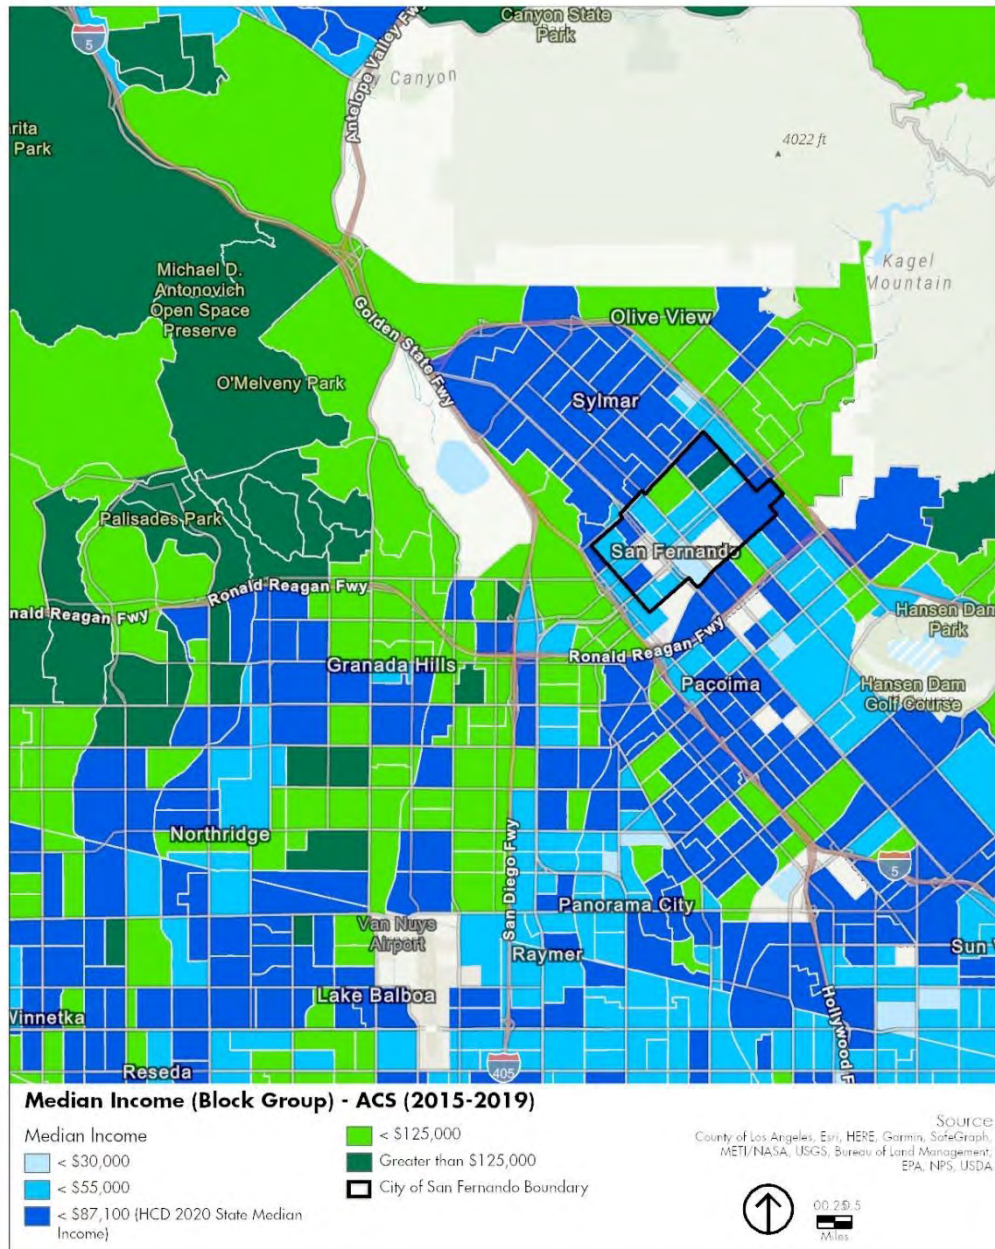 Canyon State
Park
5
Antelope Valley Fwy
y Canyon
rita
Park
4022 ft
Michael D.
Antonovich
Open Space
Preserve
Kagel
Mountain
Golden State Fwy
Olive View
O'Melveny Park
Sylmar
Palisades Park
San Fernando
nald Reagan Fwy
Ronald Reagan Fwy
Hansen Dam
Park
Granada Hills
Ronald Reagan Fwy
Pacoima
Hansen Dam
Golf Course
Northridge
San Diego Fwy
5
Panorama City
Van Nuys
Airport
Raymer
Sun V
Lake Balboa
Winnetka
Hollywood F
Reseda
405
Median Income (Block Group) - ACS (2015-2019)
Median Income
< $30,000
< $55,000
< $87,100 (HCD 2020 State Median
Income)
< $125,000
Greater than $125,000
City of San Fernando Boundary
Source
County of Los Angeles, Esri, HERE, Garmin, SafeGraph,
METI/NASA, USGS, Bureau of Land Management,
EPA, NPS, USDA
Miles